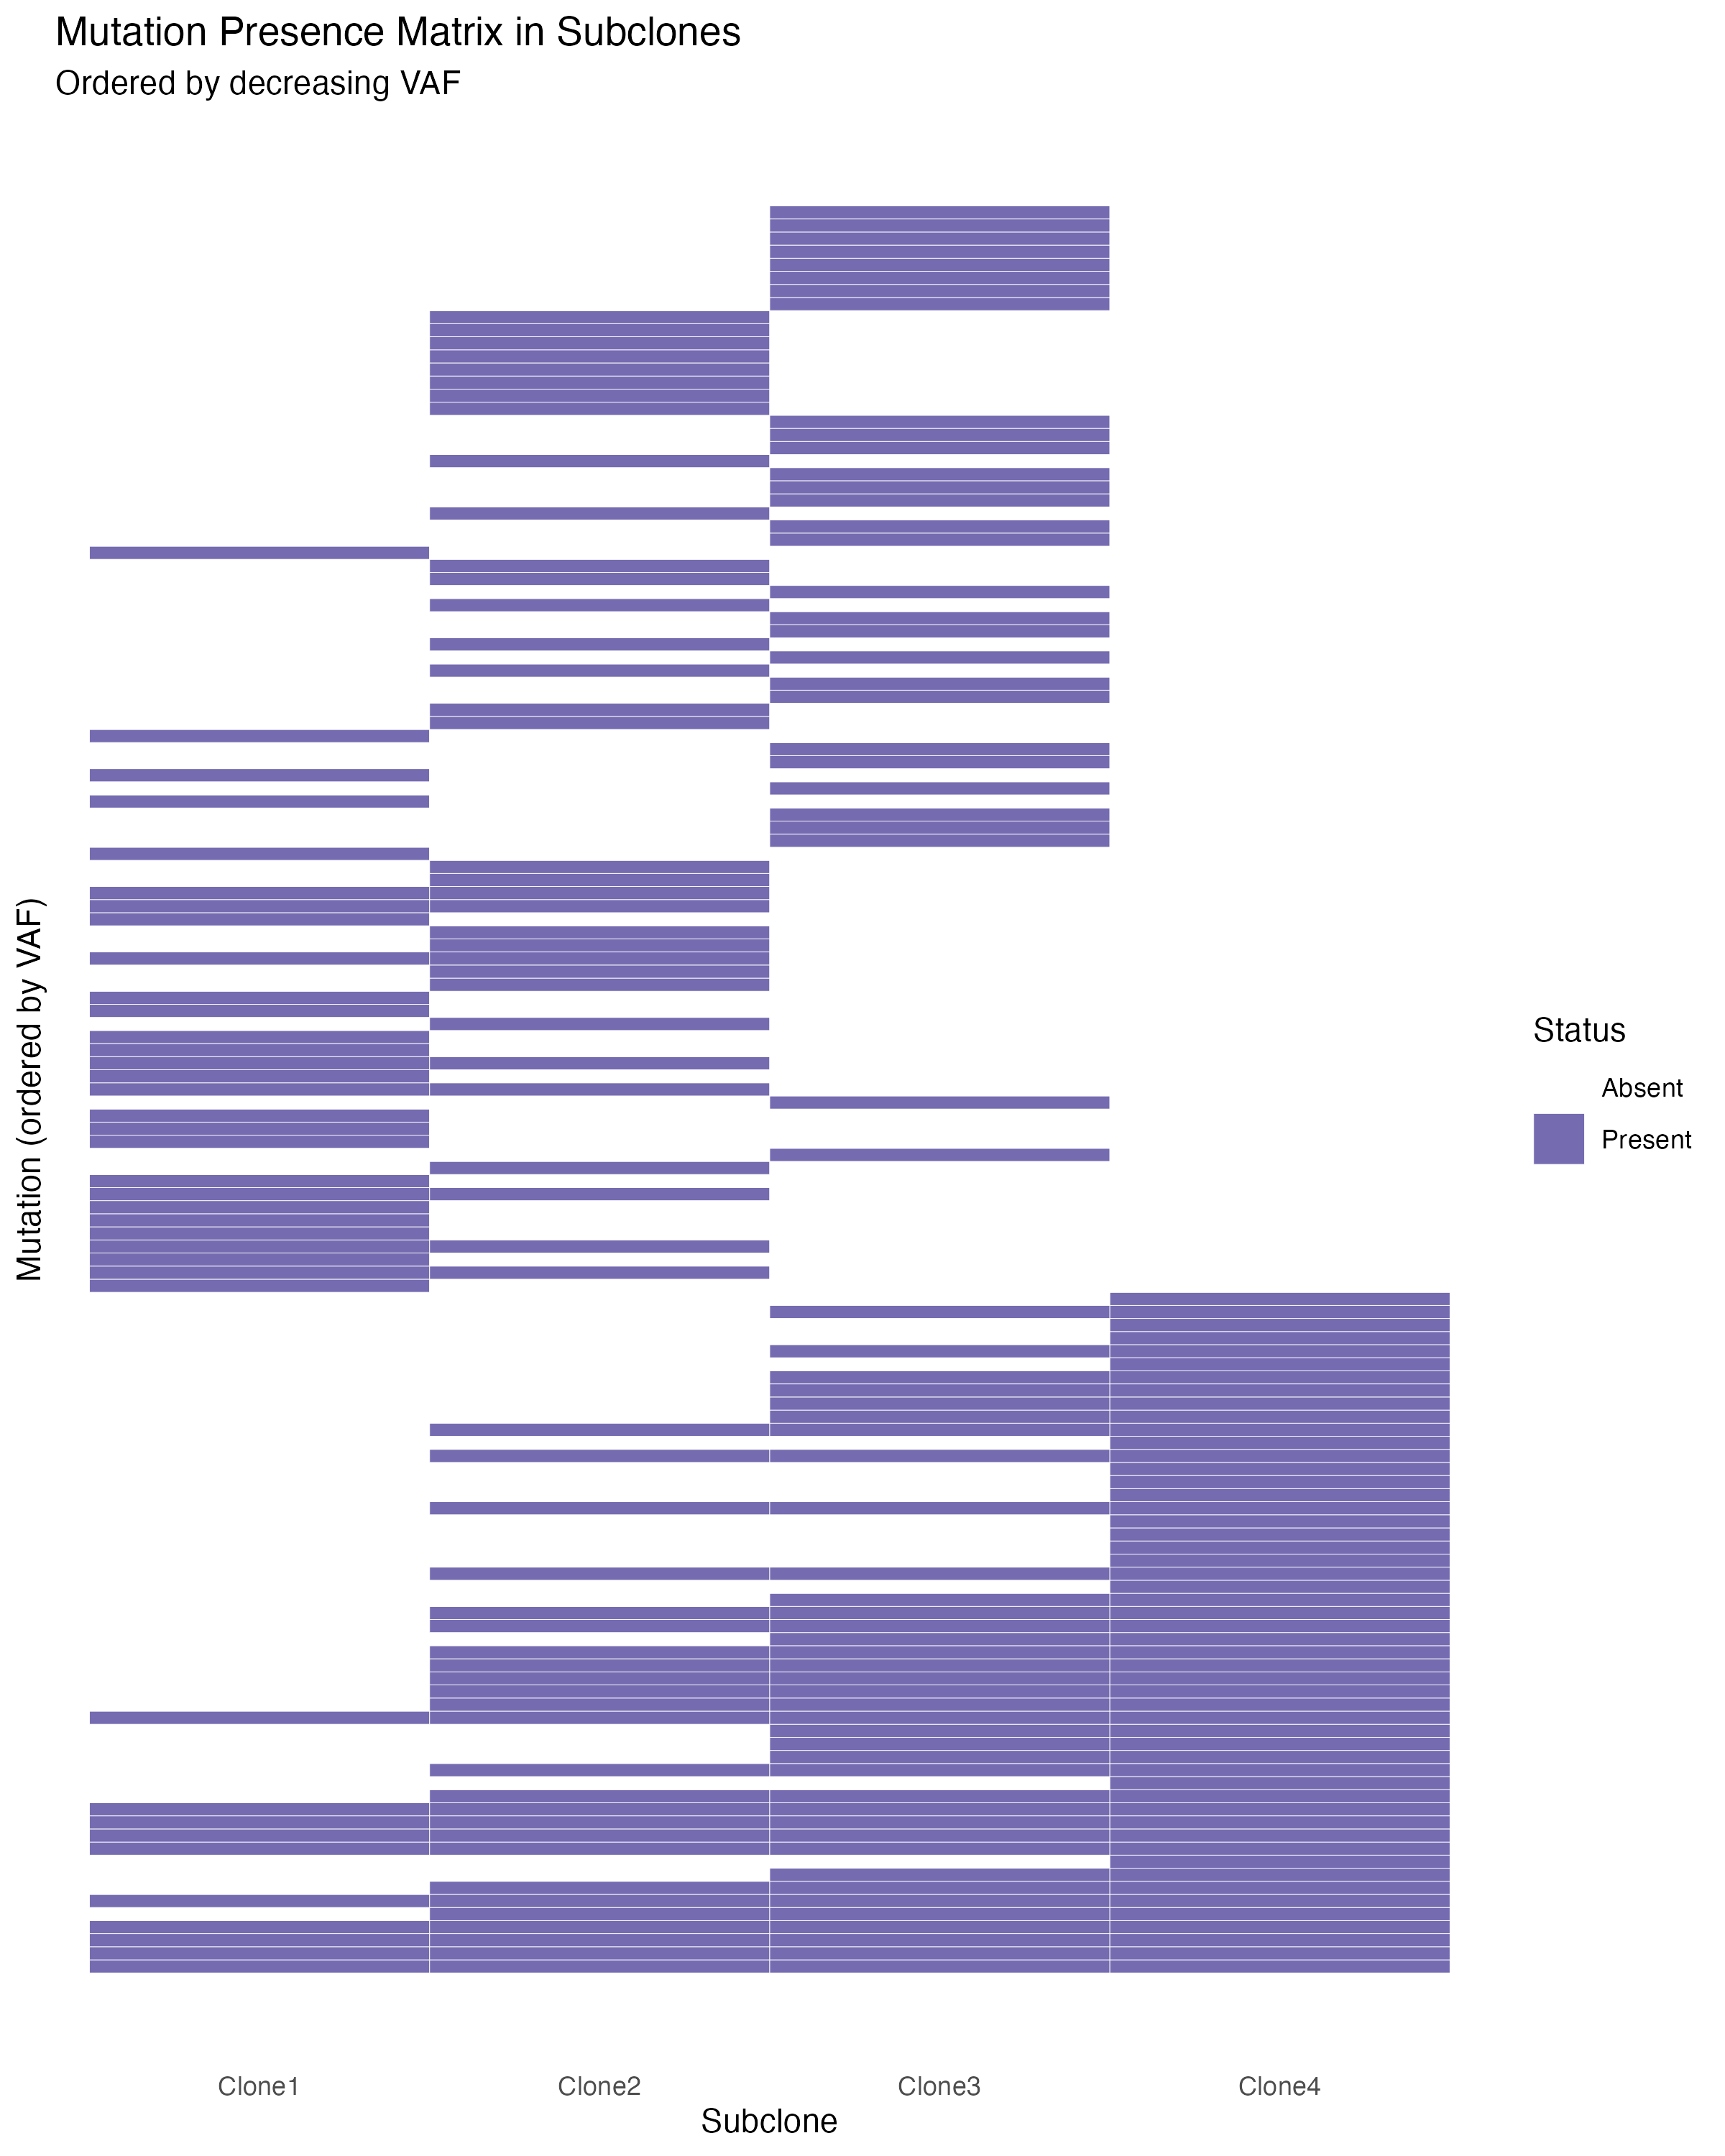 Mutation Presence Matrix in Subclones
Ordered by decreasing VAF
Mutation (ordered by VAF)
Status
Absent
Present
Clone1
Clone2
Clone3
Clone4
Subclone